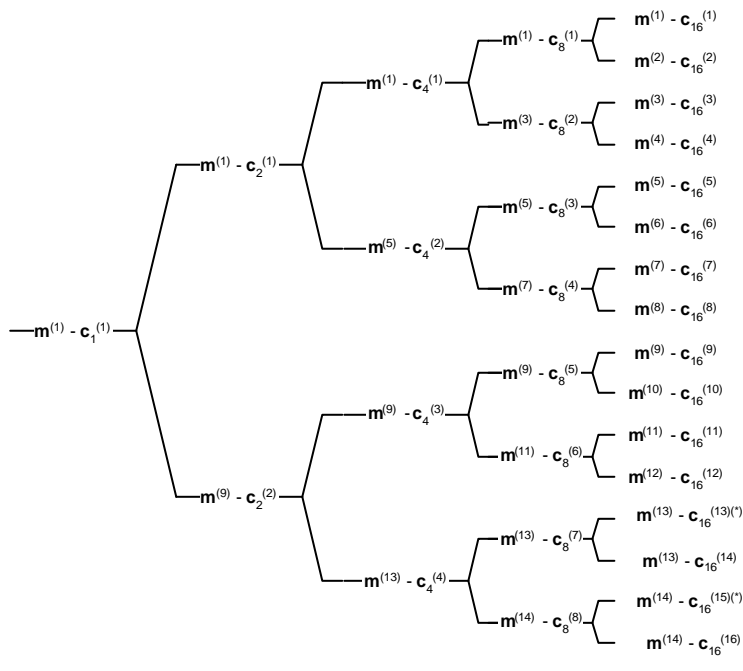 m(1) - c16(1)
m(1) - c8(1)
m(2) - c16(2)
m(1) - c4(1)
m(3) - c16(3)
m(3) - c8(2)
m(4) - c16(4)
m(1) - c2(1)
m(5) - c16(5)
m(5) - c8(3)
m(6) - c16(6)
m(5) - c4(2)
m(7) - c16(7)
m(7) - c8(4)
m(8) - c16(8)
m(1) - c1(1)
m(9) - c16(9)
m(9) - c8(5)
m(10) - c16(10)
m(9) - c4(3)
m(11) - c16(11)
m(11) - c8(6)
m(12) - c16(12)
m(9) - c2(2)
m(13) - c16(13)(*)
m(13) - c8(7)
m(13) - c16(14)
m(13) - c4(4)
m(14) - c16(15)(*)
m(14) - c8(8)
m(14) - c16(16)